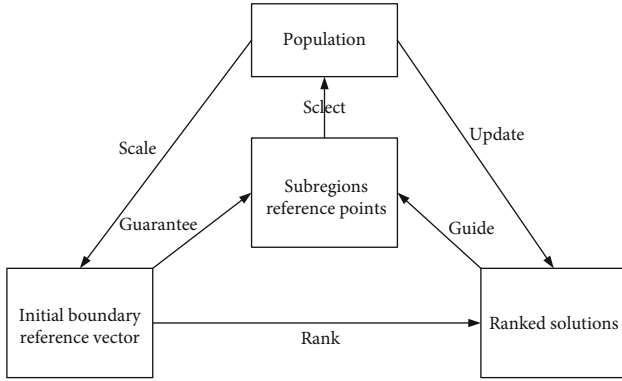 Population
Sclect
Update
Scale
Subregions
reference points
Guarantee
Guide
Initial boundary
reference vector
Ranked solutions
Rank